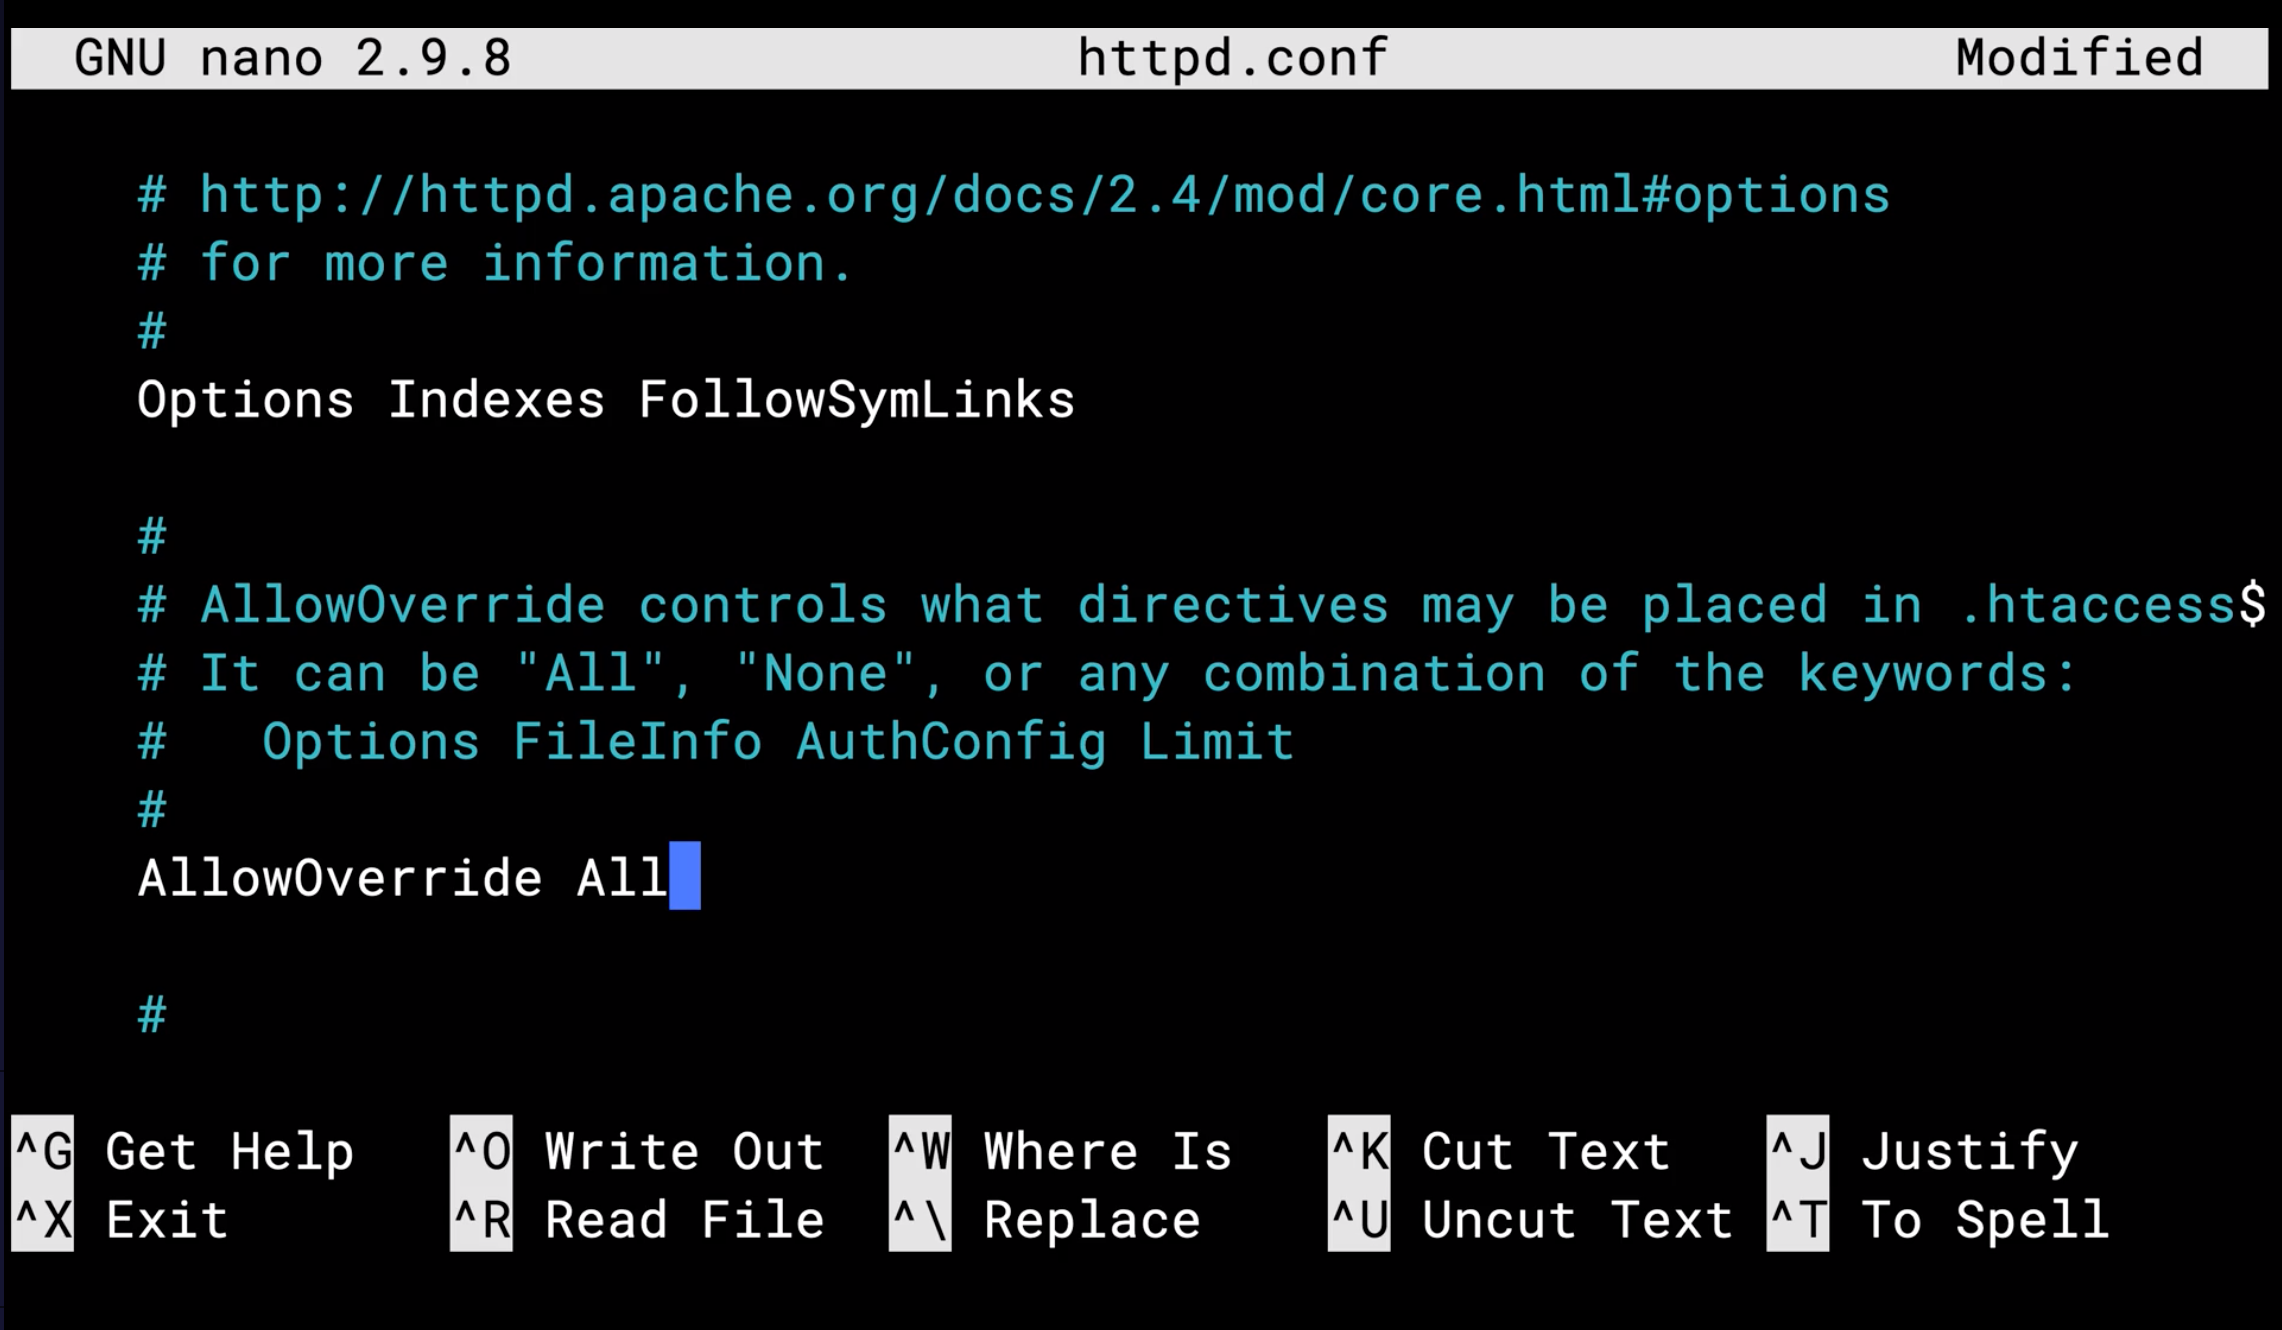 GNU nano 2.9.8 httpd.conf Modified
# http://httpd.apache.org/docs/2.4/mod/core.html#options
# for more information.
#
Options Indexes FollowSymLinks
#
# AllowOverride controls what directives may be placed in .htaccess$
# It can be "All", "None", or any combination of the keywords:
#   Options FileInfo AuthConfig Limit
#
AllowOverride All
#
^G Get Help ^O Write Out ^W Where Is ^K Cut Text ^J Justify
^X Exit ^R Read File ^\ Replace ^U Uncut Text ^T To Spell